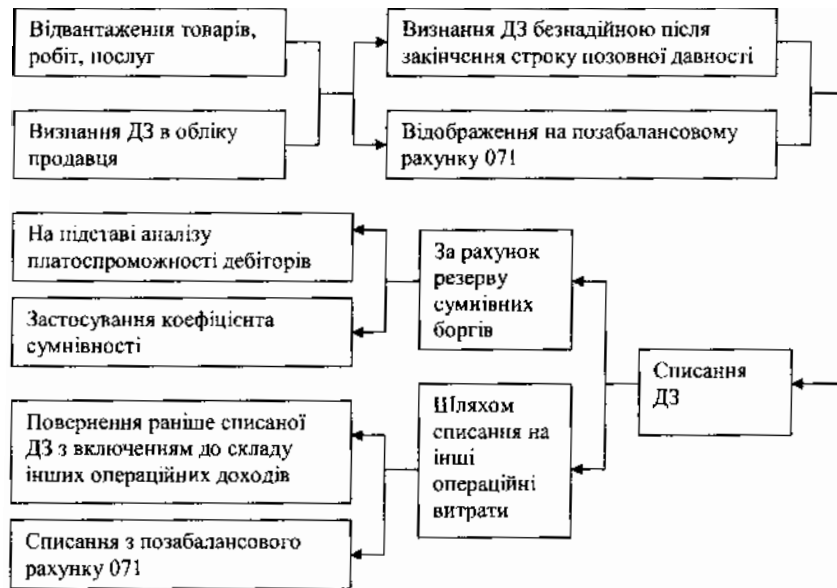 Відвантаження товарів,
робіт, послуг
Визнання ДЗ безнадійною після
закінчення строку позовної давності
Визнання ДЗ в обліку
продавця
Відображення на позабалансовому
рахунку 071
На підставі аналізу
платоспроможності дебіторів
За рахунок
резерву
сумнівних
боргів
Застосування коефіцієнта
сумнівності
Списання
ДЗ
Шляхом
списання на
інші
операційні
витрати
Повернення раніше списаної
ДЗ з включенням до складу
інших операційних доходів
Списання з позабалансового
рахунку 071